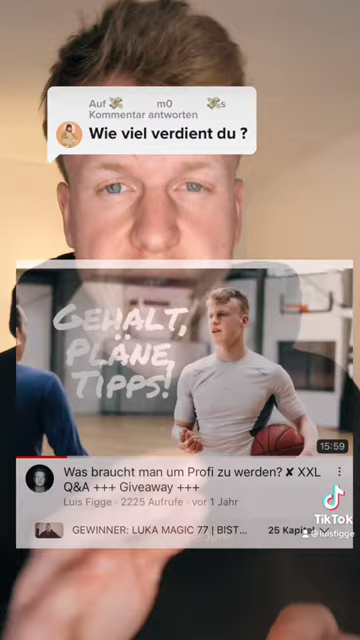 Auf 💸 m0 💸s
Kommentar antworten
Wie viel verdient du ?
GEHALT,
PLÄNE,
TIPPS!
15:59
Was braucht man um Profi zu werden? ✘ XXL
Q&A +++ Giveaway +++
Luis Figge · 2225 Aufrufe · vor 1 Jahr
GEWINNER: LUKA MAGIC 77 | BIST...
25 Kapitel
TikTok
@luisfigge